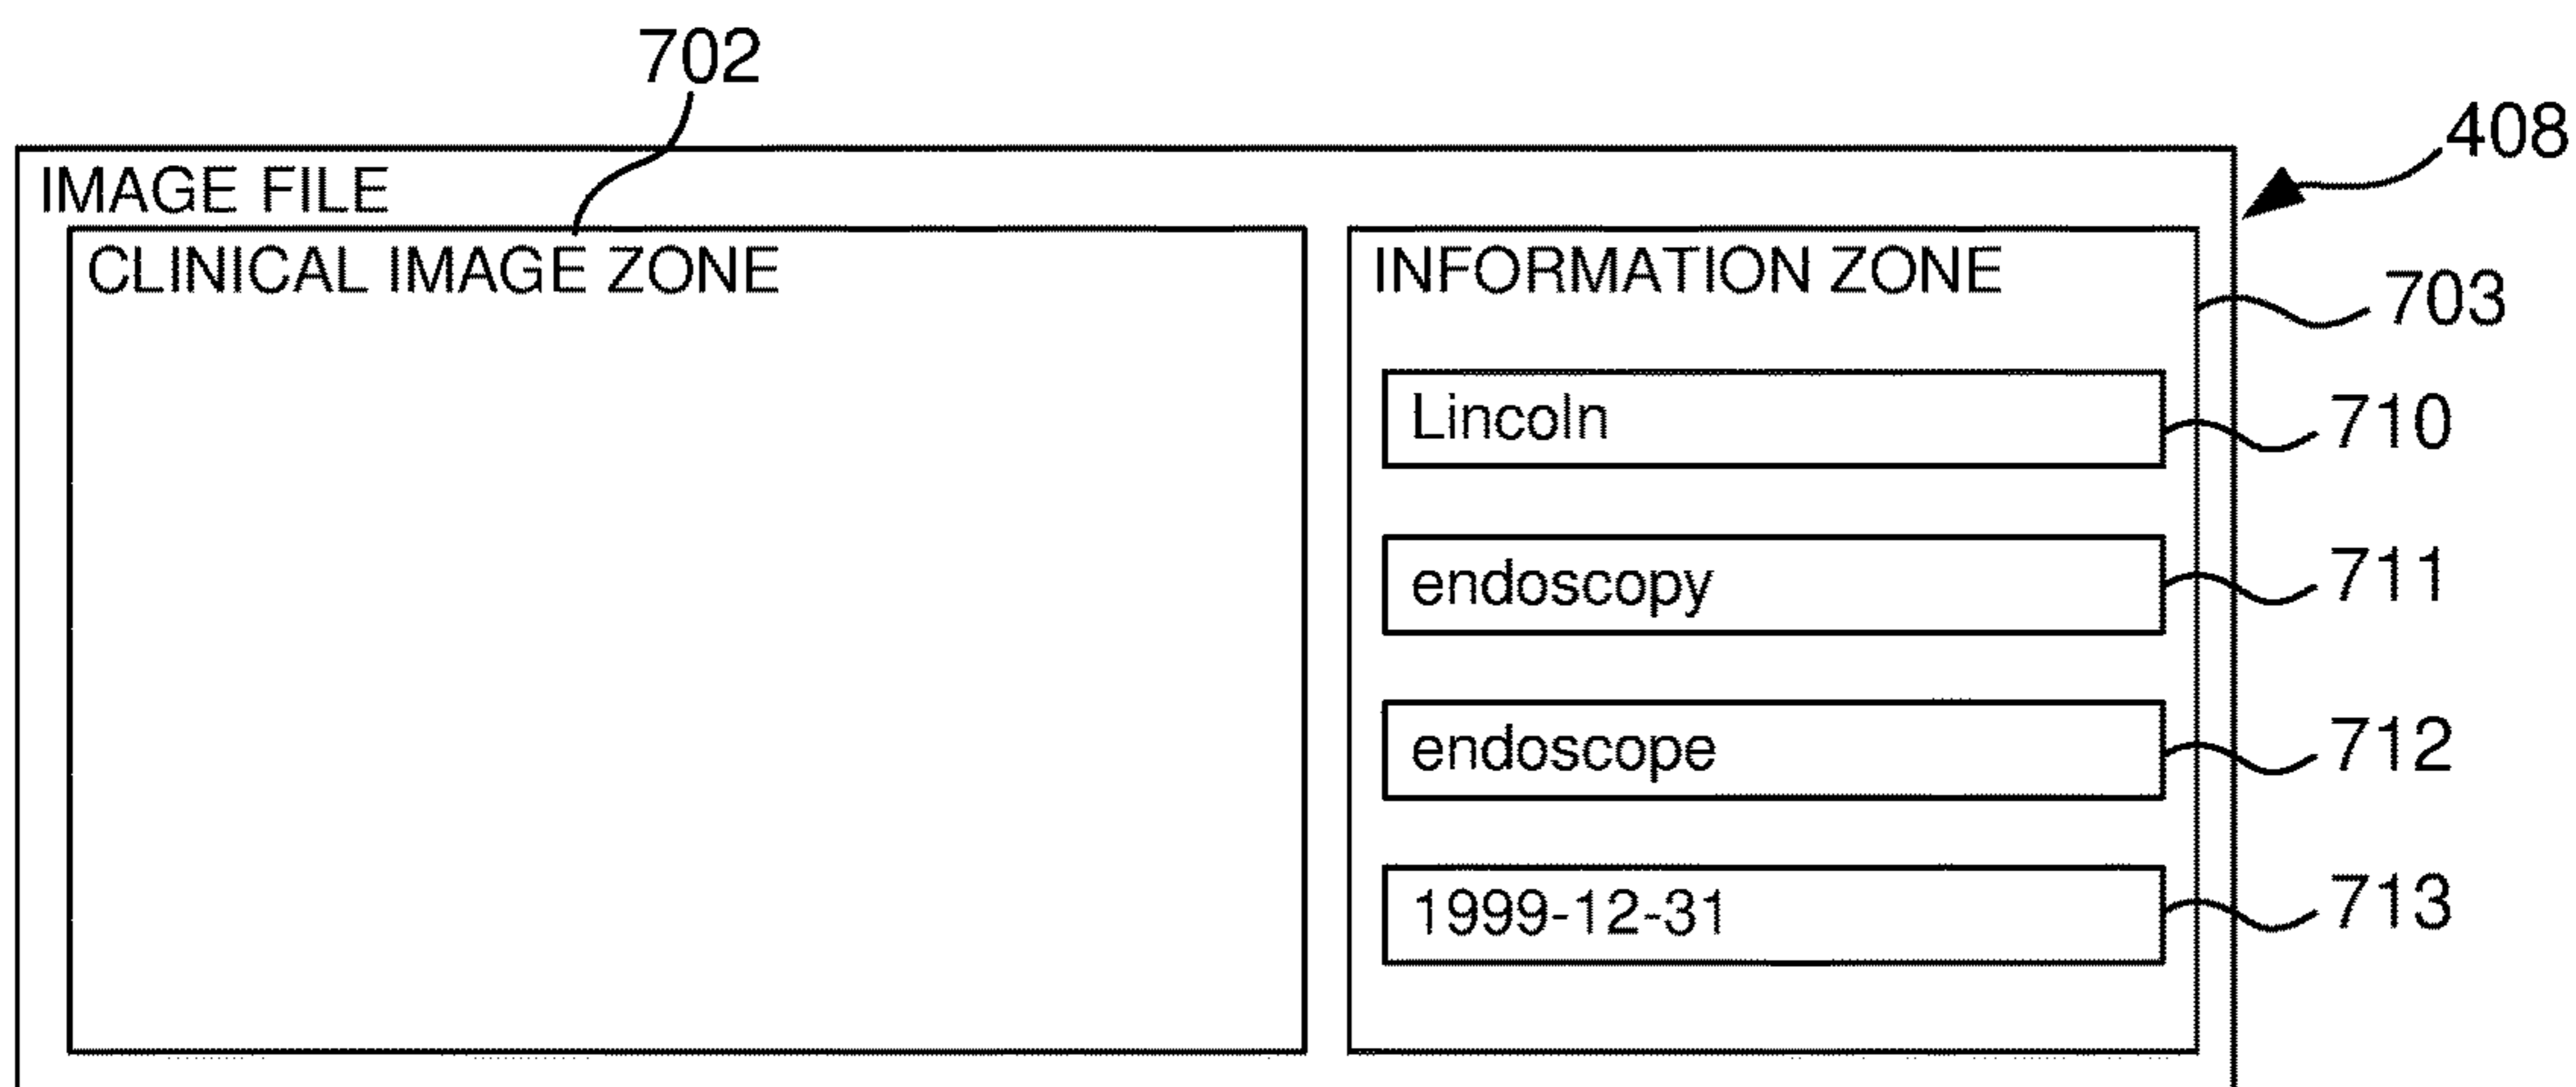 702
408
IMAGE FILE
CLINICAL IMAGE ZONE
INFORMATION ZONE
703
Lincoln
710
endoscopy
711
endoscope
712
1999-12-31
713